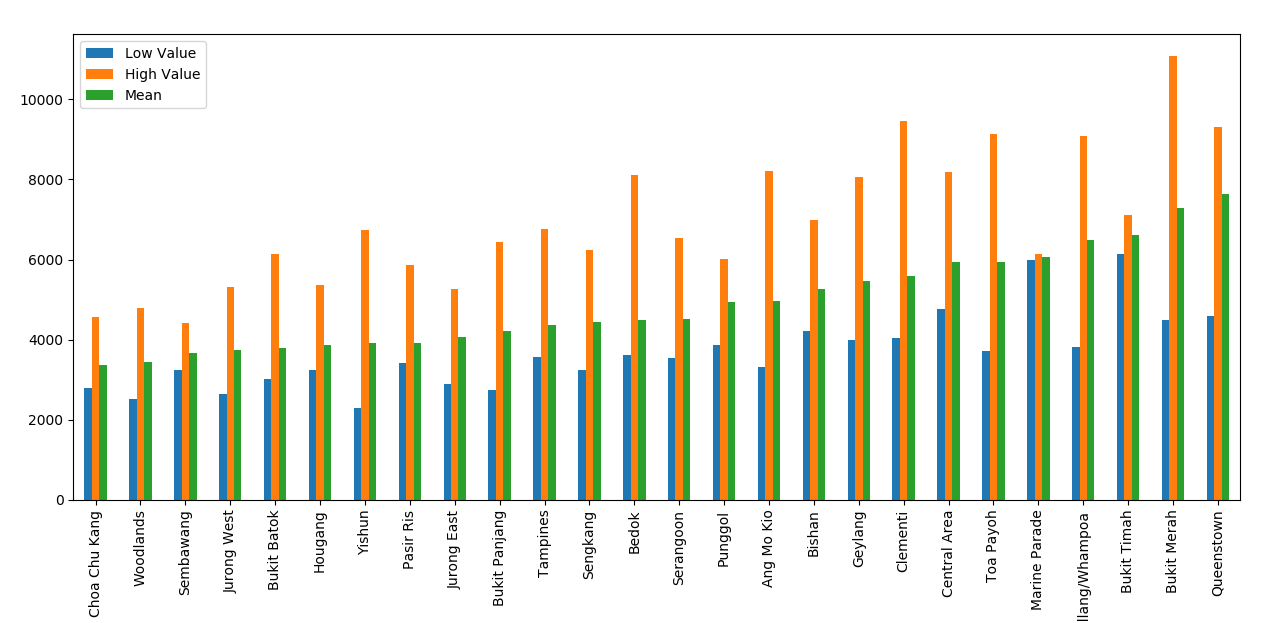 Low Value
High Value
Mean
10000
8000
6000
4000
2000
0
Choa Chu Kang
Woodlands
Sembawang
Jurong West
Bukit Batok
Hougang
Yishun
Pasir Ris
Jurong East
Bukit Panjang
Tampines
Sengkang
Bedok
Serangoon
Punggol
Ang Mo Kio
Bishan
Geylang
Clementi
Central Area
Toa Payoh
Marine Parade
llang/Whampoa
Bukit Timah
Bukit Merah
Queenstown